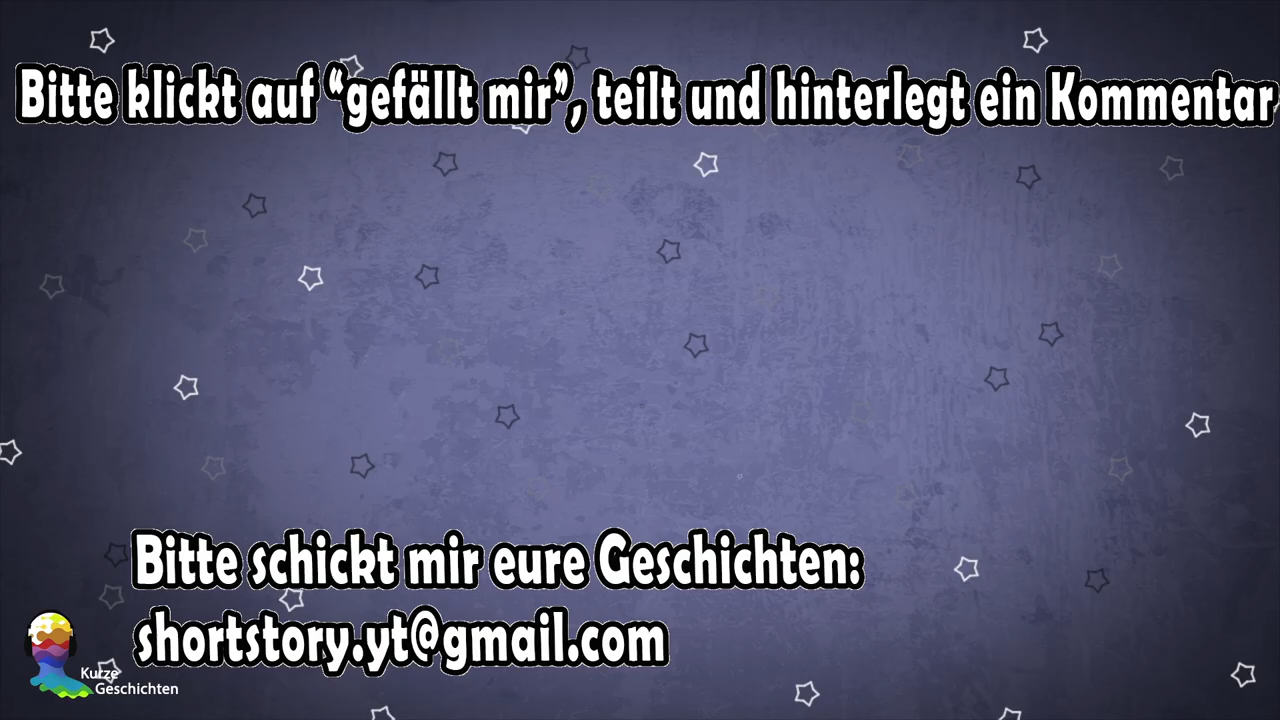 Bitte klickt auf “gefällt mir”, teilt und hinterlegt ein Kommentar
Bitte schickt mir eure Geschichten:
shortstory.yt@gmail.com
Kurze
Geschichten